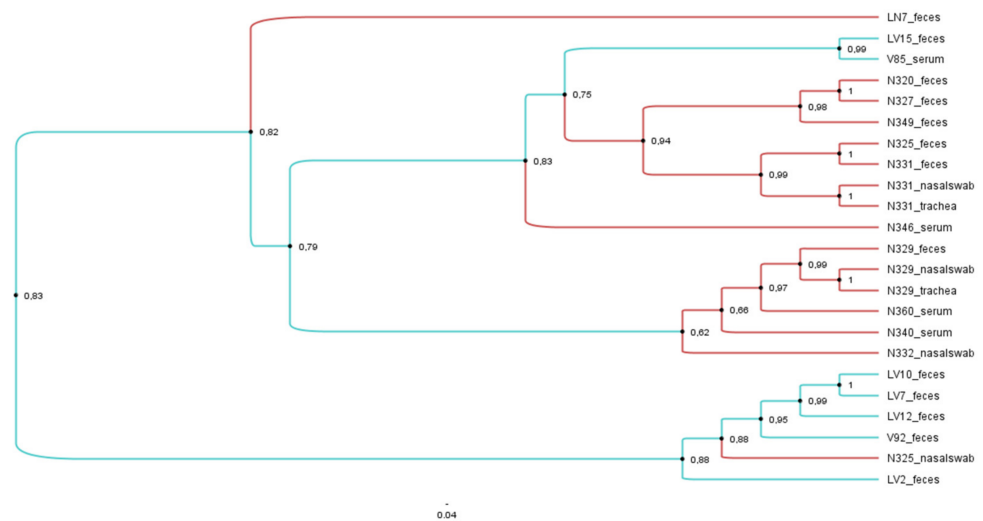 LN7_feces
LV15_feces
0,99
V85_serum
N320_feces
1
0,75
N327_feces
0,98
N349_feces
0,82
0,94
N325_feces
1
0,83
N331_feces
0,99
N331_nasalswab
1
N331_trachea
N346_serum
0,79
N329_feces
0,99
N329_nasalswab
1
0,97
N329_trachea
0,83
0,66
N360_serum
0,62
N340_serum
N332_nasalswab
LV10_feces
1
LV7_feces
0,99
LV12_feces
0,95
V92_feces
0,88
N325_nasalswab
0,88
LV2_feces
0.04